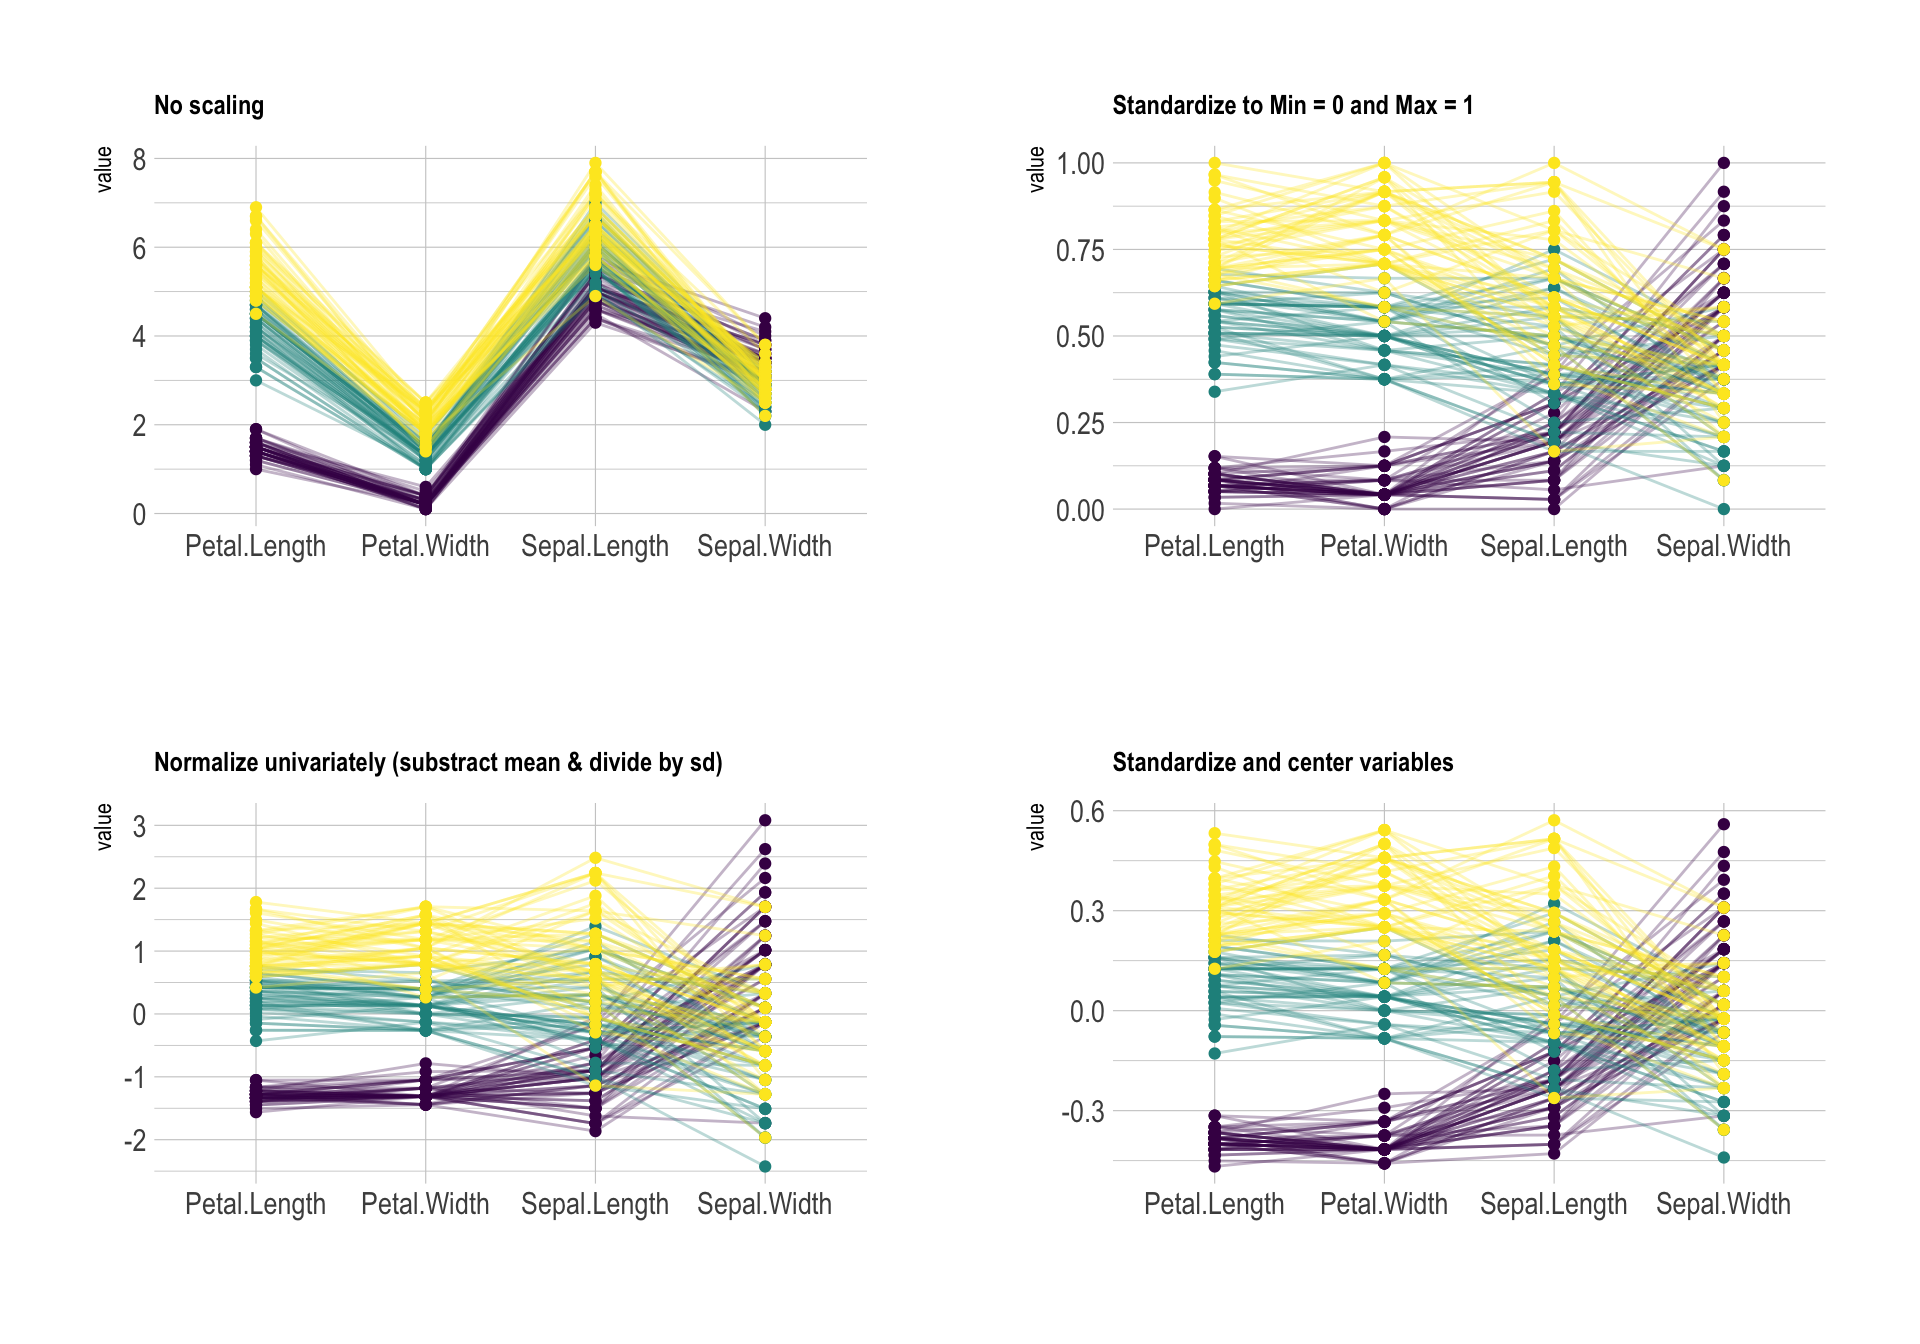 No scaling
value
8
6
4
2
0
Petal.Length Petal.Width Sepal.Length Sepal.Width
Standardize to Min = 0 and Max = 1
value
1.00
0.75
0.50
0.25
0.00
Petal.Length Petal.Width Sepal.Length Sepal.Width
Normalize univariately (substract mean & divide by sd)
value
3
2
1
0
-1
-2
Petal.Length Petal.Width Sepal.Length Sepal.Width
Standardize and center variables
value
0.6
0.3
0.0
-0.3
Petal.Length Petal.Width Sepal.Length Sepal.Width